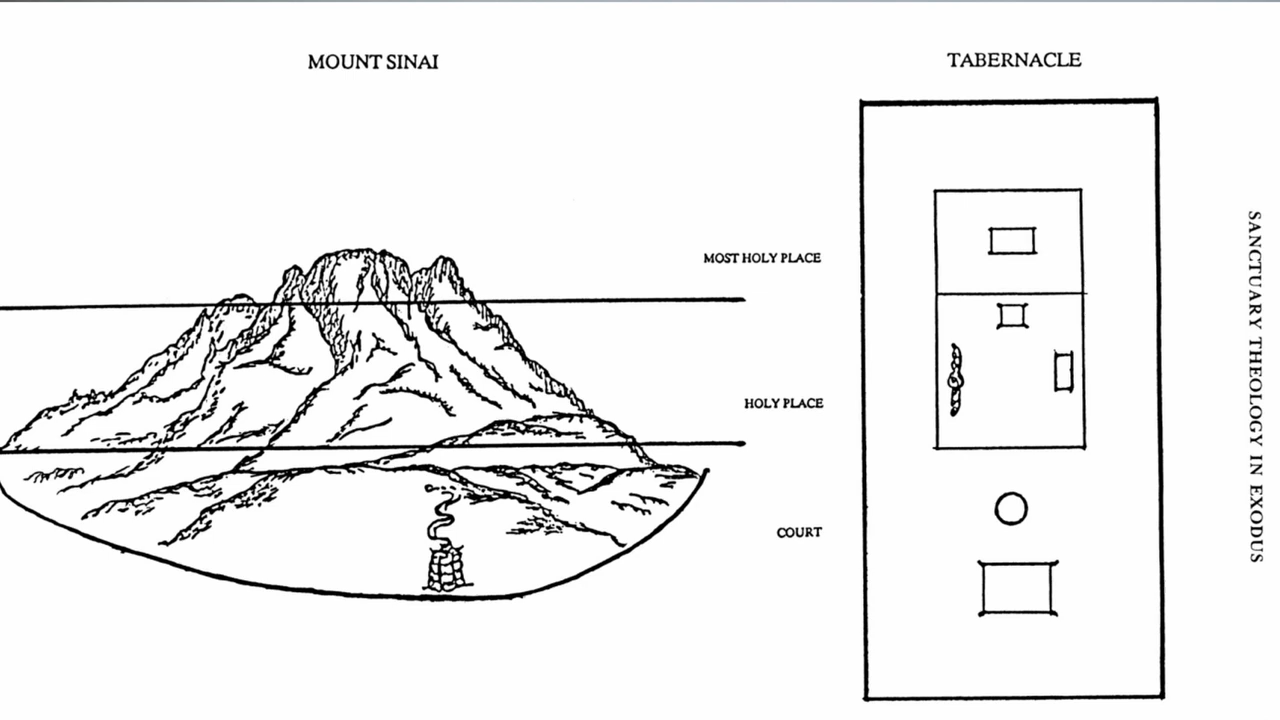 MOUNT SINAI
TABERNACLE
MOST HOLY PLACE
HOLY PLACE
COURT
SANCTUARY THEOLOGY IN EXODUS